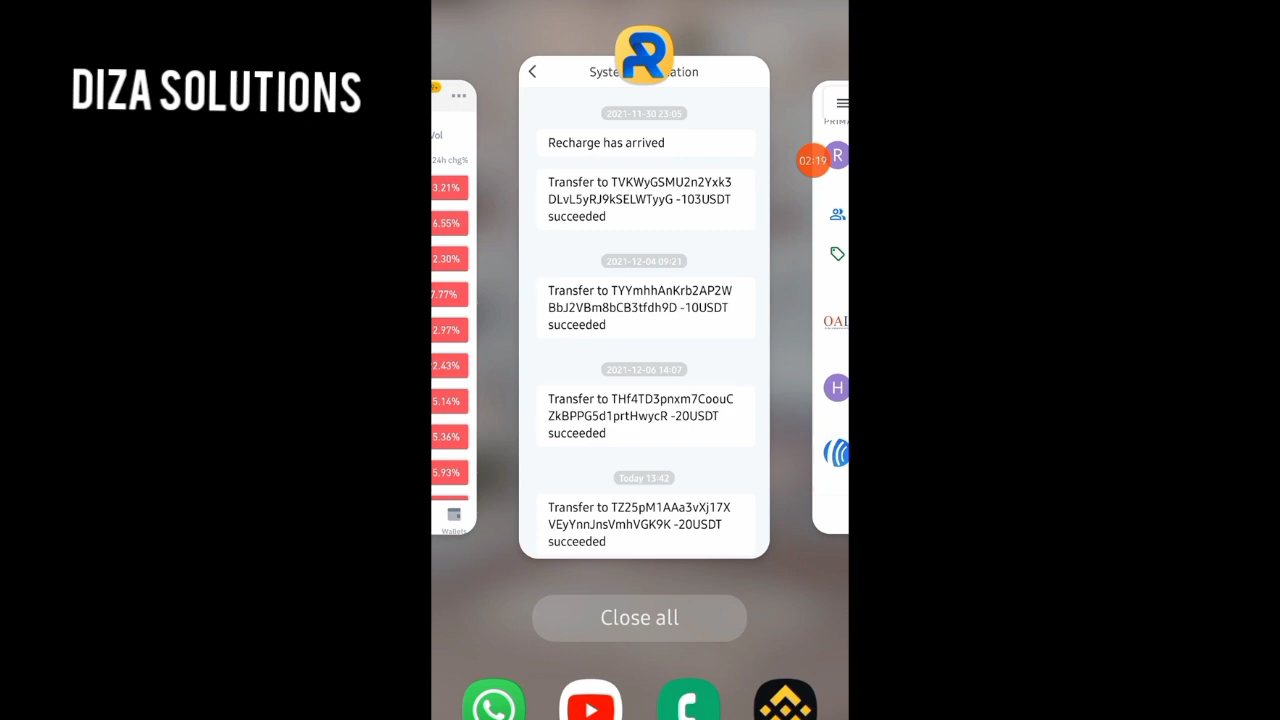 DIZA SOLUTIONS
Vol
24h chg%
3.21%
6.55%
2.30%
7.77%
2.97%
2.43%
5.14%
5.36%
5.93%
Wallets
2021-11-30 23:05
Recharge has arrived
Transfer to TVKWyGSMU2n2Yxk3
DLvL5yRJ9kSELWTyyG -103USDT
succeeded
2021-12-04 09:21
Transfer to TYYmhhAnKrb2AP2W
BbJ2VBm8bCB3tfdh9D -10USDT
succeeded
2021-12-06 14:07
Transfer to THf4TD3pnxm7CoouC
ZkBPPG5d1prtHwycR -20USDT
succeeded
Today 13:42
Transfer to TZ25pM1AAa3vXj17X
VEyYnnJnsVmhVGK9K -20USDT
succeeded
02:19
R
H
Close all